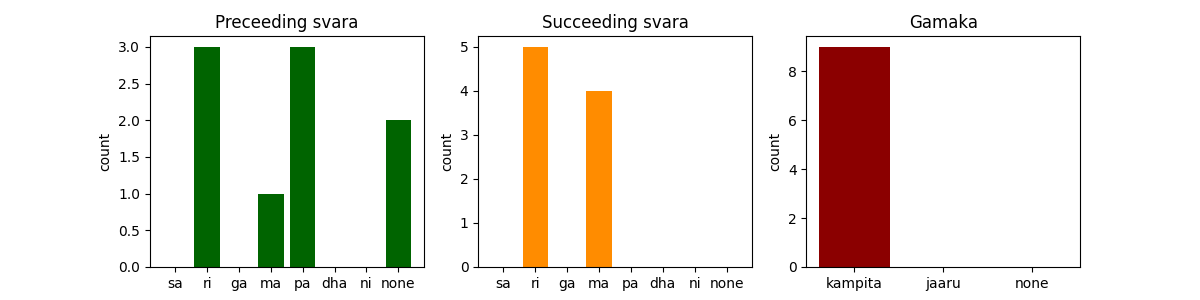 Preceeding svara
count
3.0
2.5
2.0
1.5
1.0
0.5
0.0
sa ri ga ma pa dha ni none
Succeeding svara
count
5
4
3
2
1
0
sa ri ga ma pa dha ni none
Gamaka
count
8
6
4
2
0
kampita jaaru none